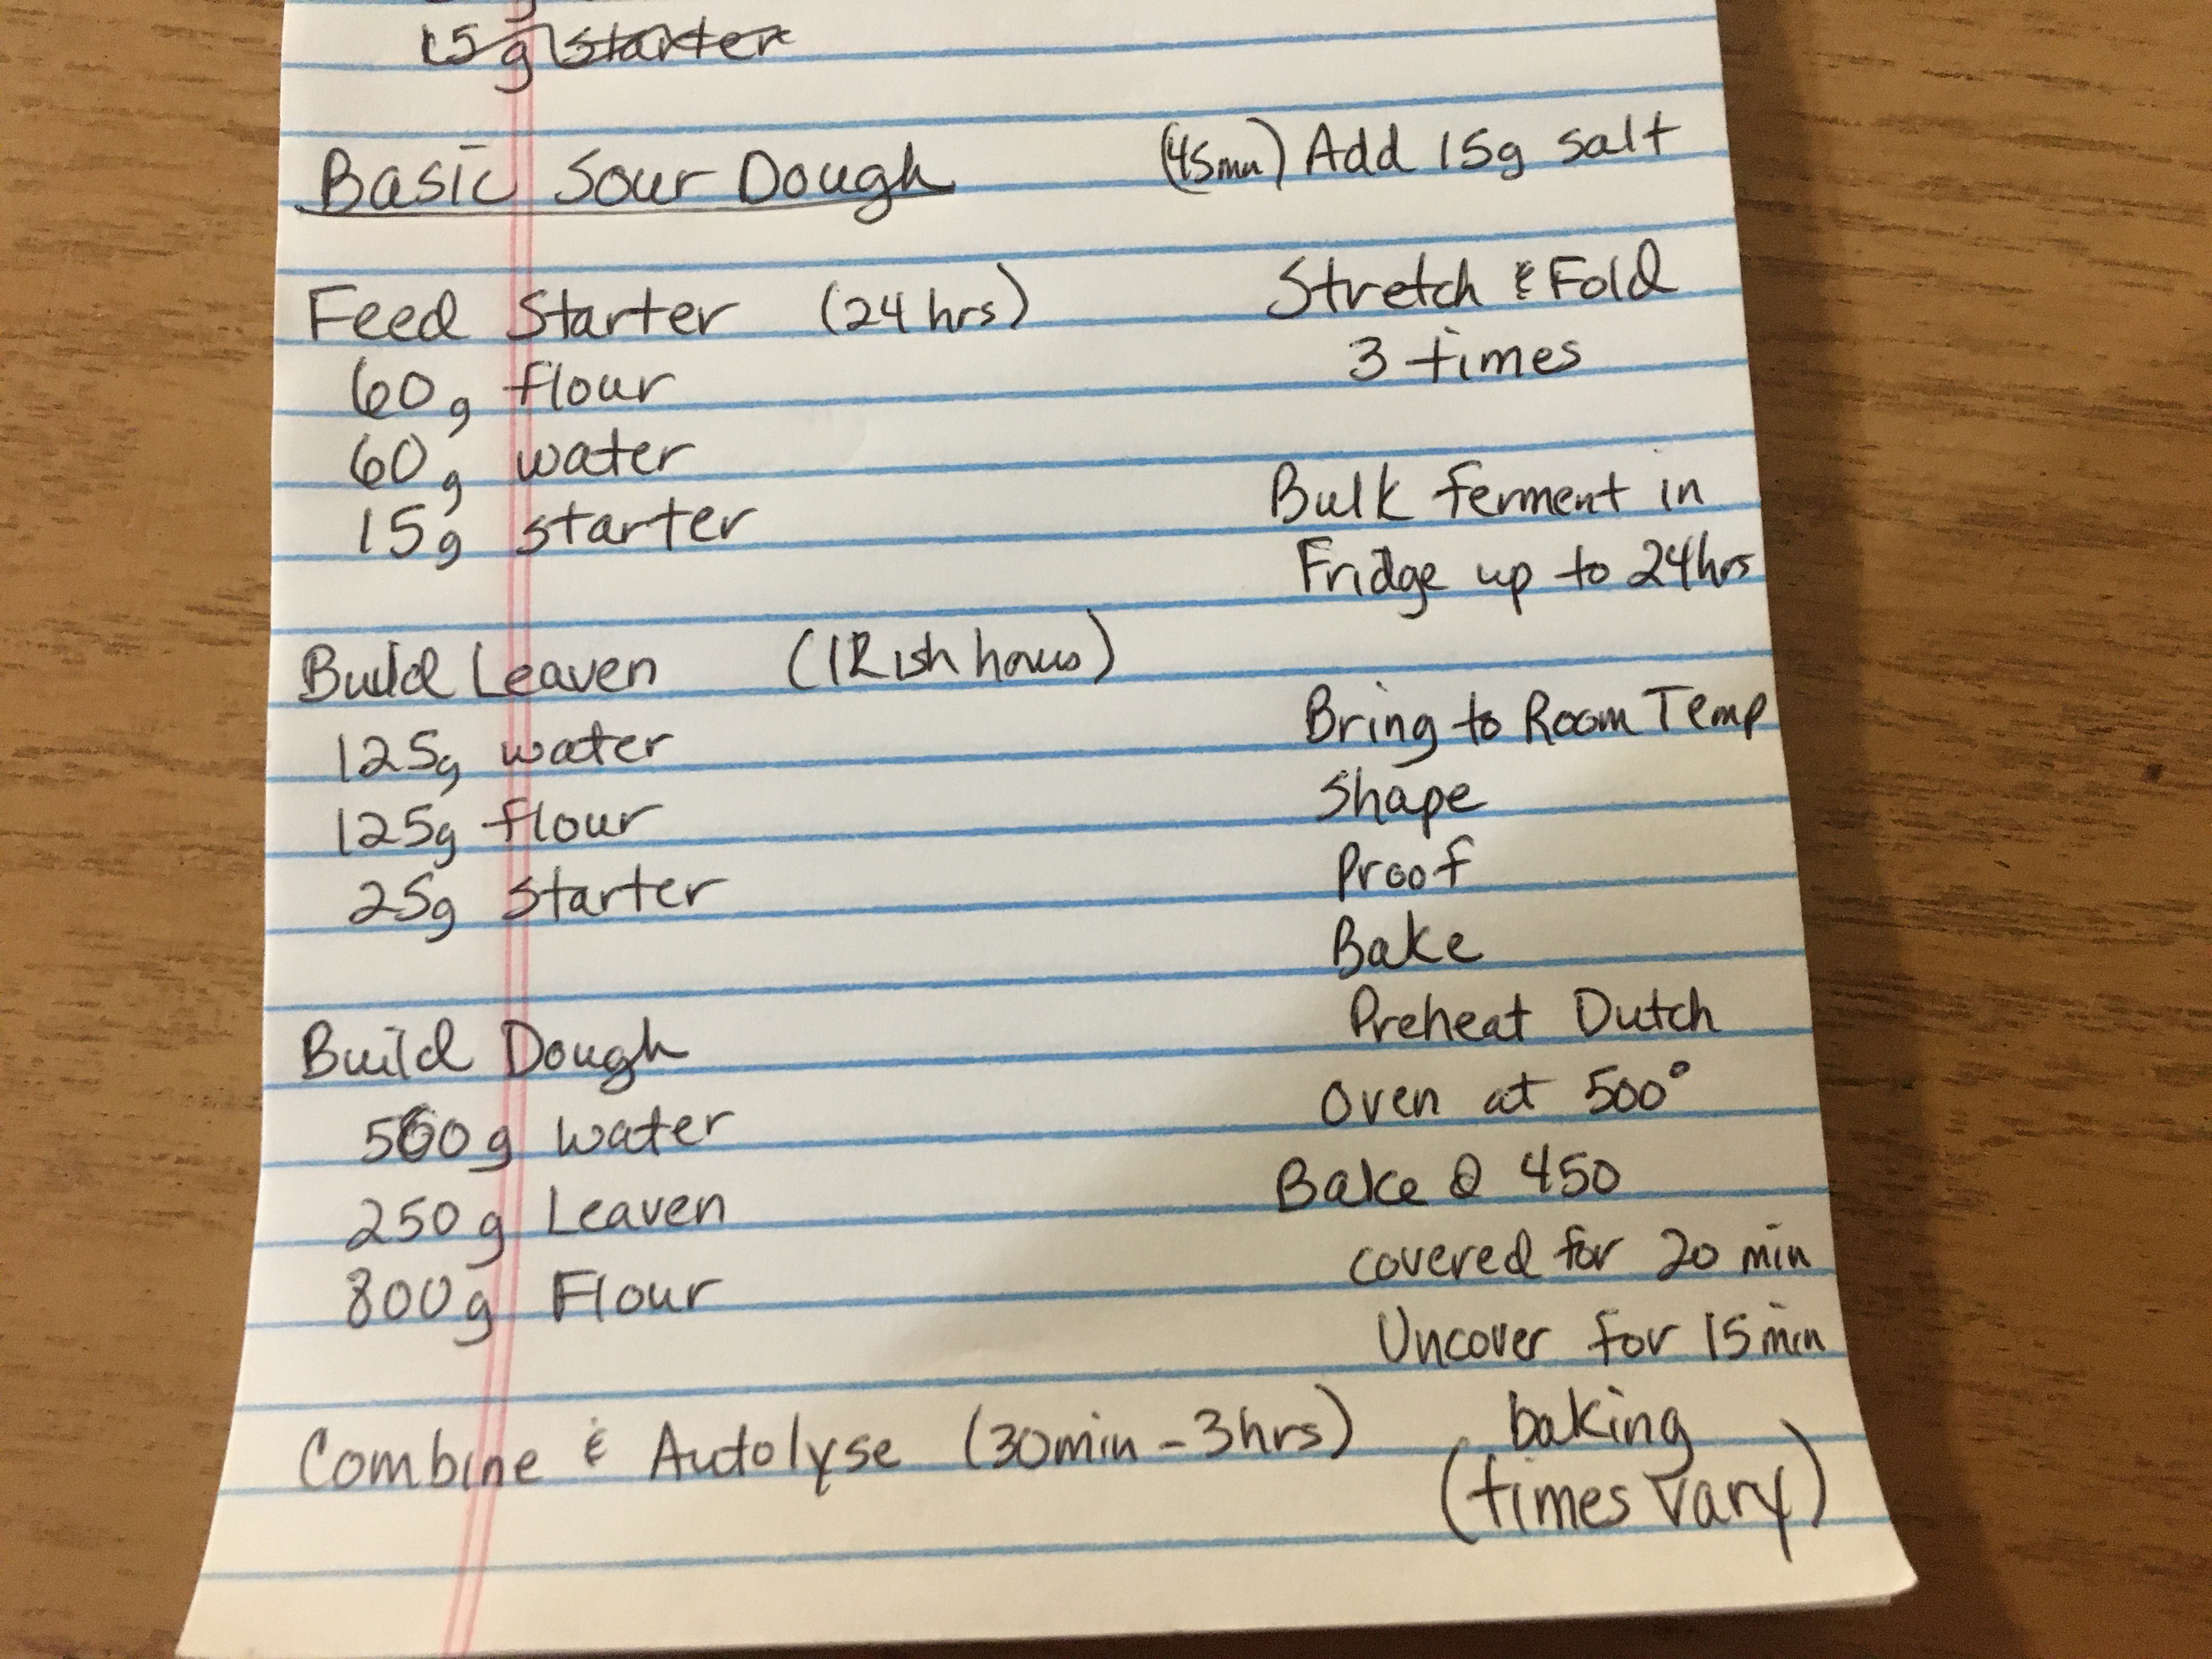 15g starter
Basic Sour Dough
Feed Starter (24 hrs)
60g flour
60g water
15g starter
Build Leaven (12ish hours)
125g water
125g flour
25g starter
Build Dough
560g water
250g Leaven
800g Flour
Combine & Autolyse (30min - 3hrs)
(45min) Add 15g salt
Stretch & Fold
3 times
Bulk ferment in
Fridge up to 24hrs
Bring to Room Temp
Shape
Proof
Bake
Preheat Dutch
Oven at 500°
Bake @ 450
covered for 20 min
Uncover for 15 min
baking
(times Vary)